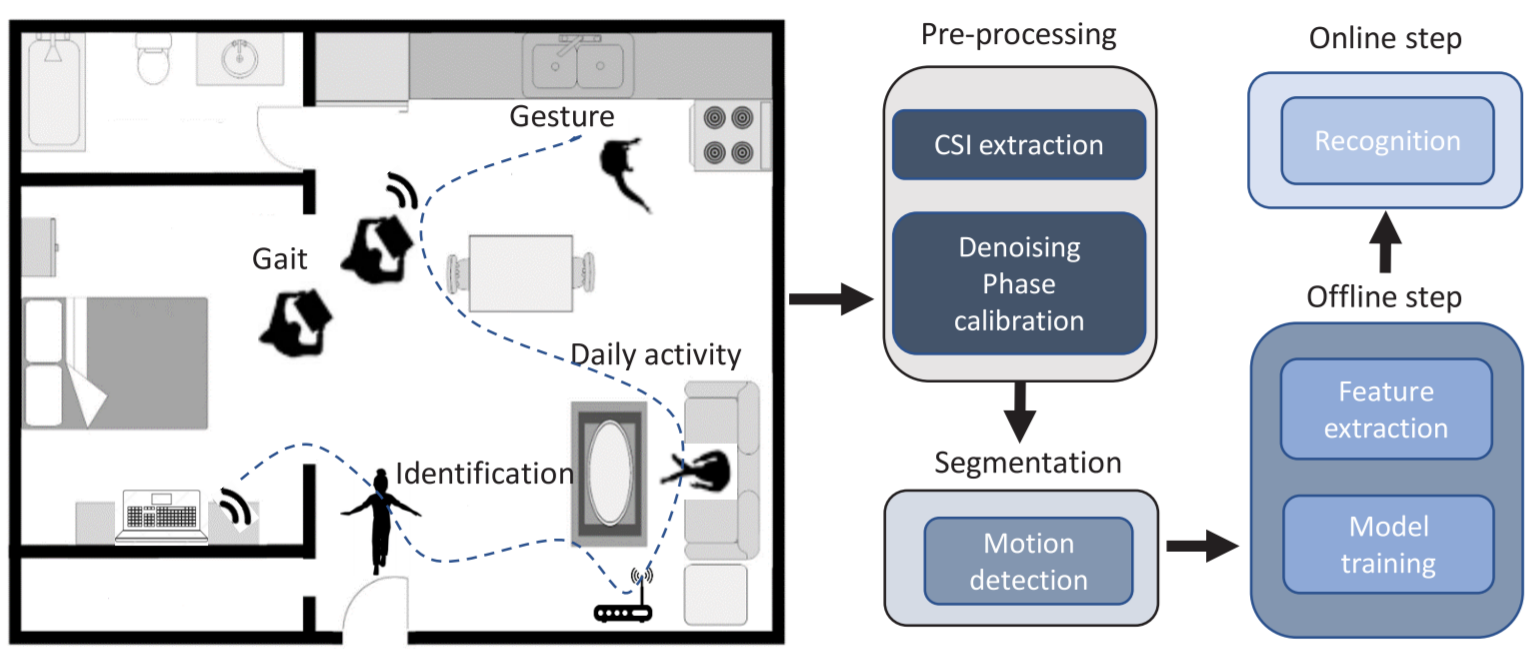 Gesture
Gait
Daily activity
Identification
Pre-processing
CSI extraction
Denoising
Phase
calibration
Segmentation
Motion
detection
Online step
Recognition
Offline step
Feature
extraction
Model
training